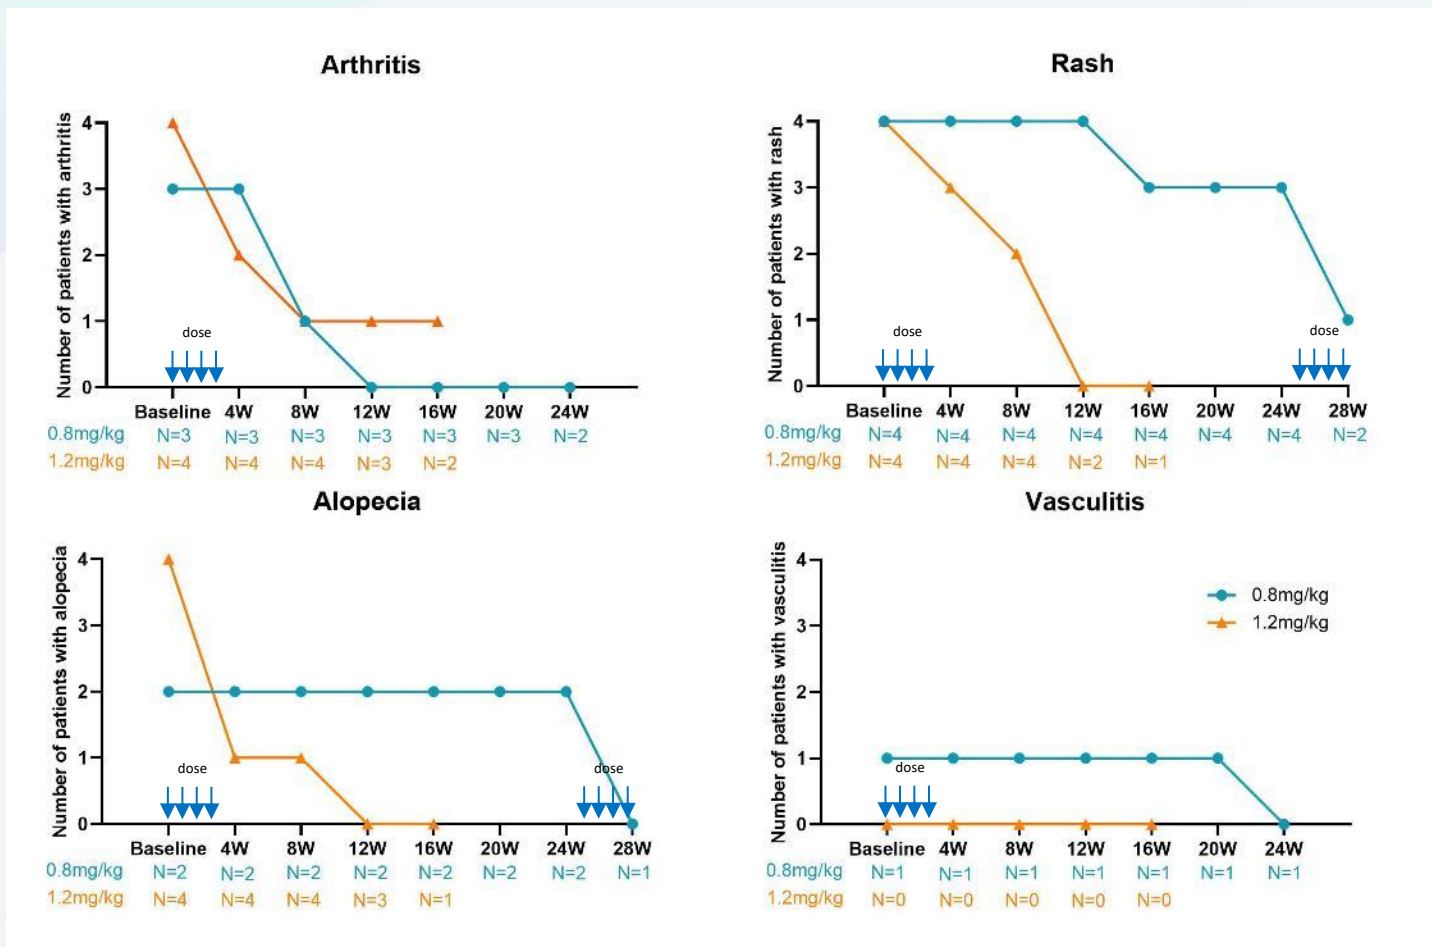 Arthritis
Number of patients with arthritis
4
3
2
1
0
dose
Baseline 4W 8W 12W 16W 20W 24W
0.8mg/kg N=3 N=3 N=3 N=3 N=3 N=3 N=2
1.2mg/kg N=4 N=4 N=4 N=3 N=2
Rash
Number of patients with rash
4
3
2
1
0
dose
dose
Baseline 4W 8W 12W 16W 20W 24W 28W
0.8mg/kg N=4 N=4 N=4 N=4 N=4 N=4 N=4 N=2
1.2mg/kg N=4 N=4 N=4 N=2 N=1
Alopecia
Number of patients with alopecia
4
3
2
1
0
dose
dose
Baseline 4W 8W 12W 16W 20W 24W 28W
0.8mg/kg N=2 N=2 N=2 N=2 N=2 N=2 N=2 N=1
1.2mg/kg N=4 N=4 N=4 N=3 N=1
Vasculitis
Number of patients with vasculitis
4
3
2
1
0
0.8mg/kg
1.2mg/kg
dose
Baseline 4W 8W 12W 16W 20W 24W
0.8mg/kg N=1 N=1 N=1 N=1 N=1 N=1 N=1
1.2mg/kg N=0 N=0 N=0 N=0 N=0